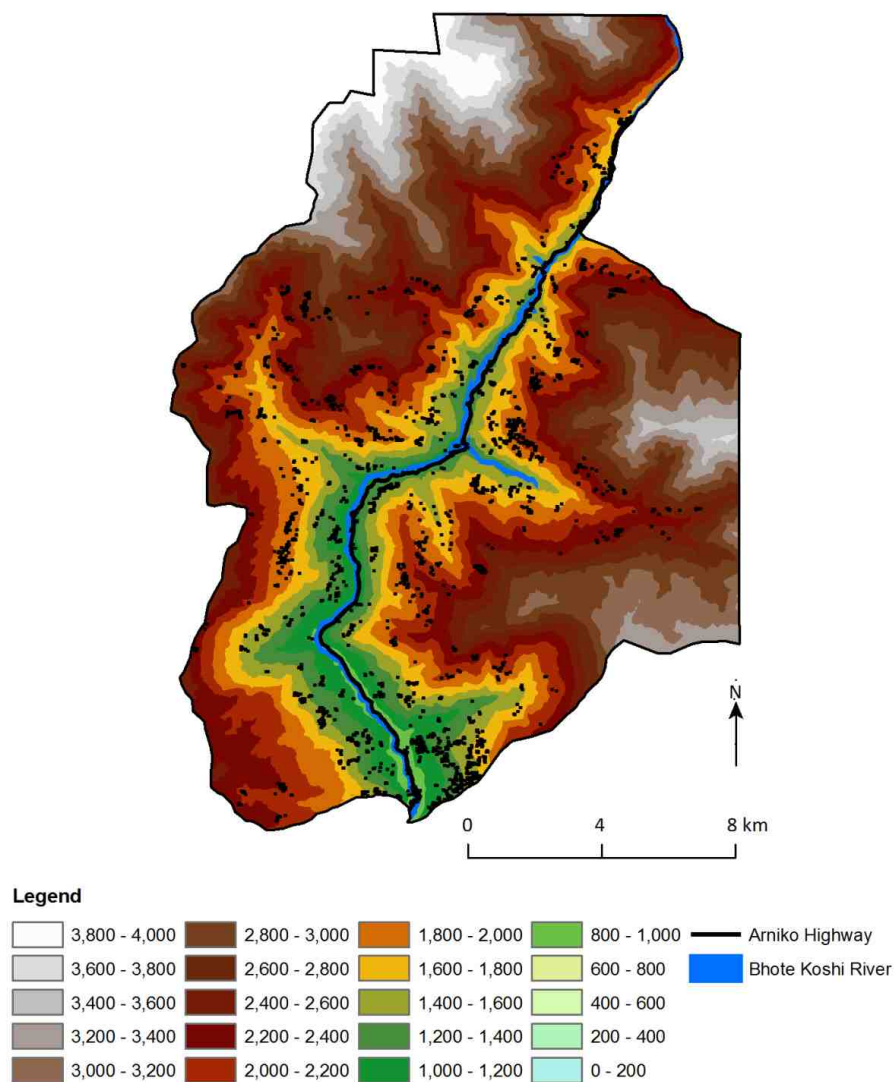 N
0 4 8 km
Legend
3,800 - 4,000 2,800 - 3,000 1,800 - 2,000 800 - 1,000 Arniko Highway
3,600 - 3,800 2,600 - 2,800 1,600 - 1,800 600 - 800 Bhote Koshi River
3,400 - 3,600 2,400 - 2,600 1,400 - 1,600 400 - 600
3,200 - 3,400 2,200 - 2,400 1,200 - 1,400 200 - 400
3,000 - 3,200 2,000 - 2,200 1,000 - 1,200 0 - 200